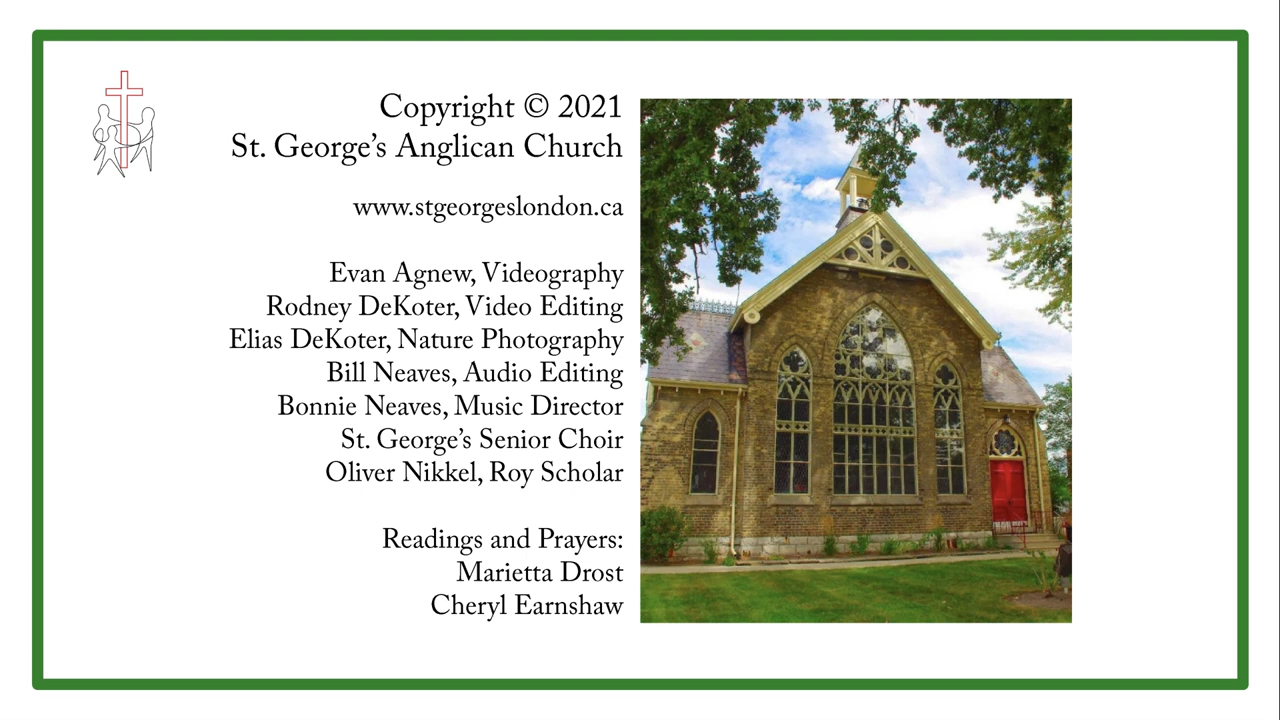 Copyright © 2021
St. George’s Anglican Church
www.stgeorgeslondon.ca
Evan Agnew, Videography
Rodney DeKoter, Video Editing
Elias DeKoter, Nature Photography
Bill Neaves, Audio Editing
Bonnie Neaves, Music Director
St. George’s Senior Choir
Oliver Nikkel, Roy Scholar
Readings and Prayers:
Marietta Drost
Cheryl Earnshaw